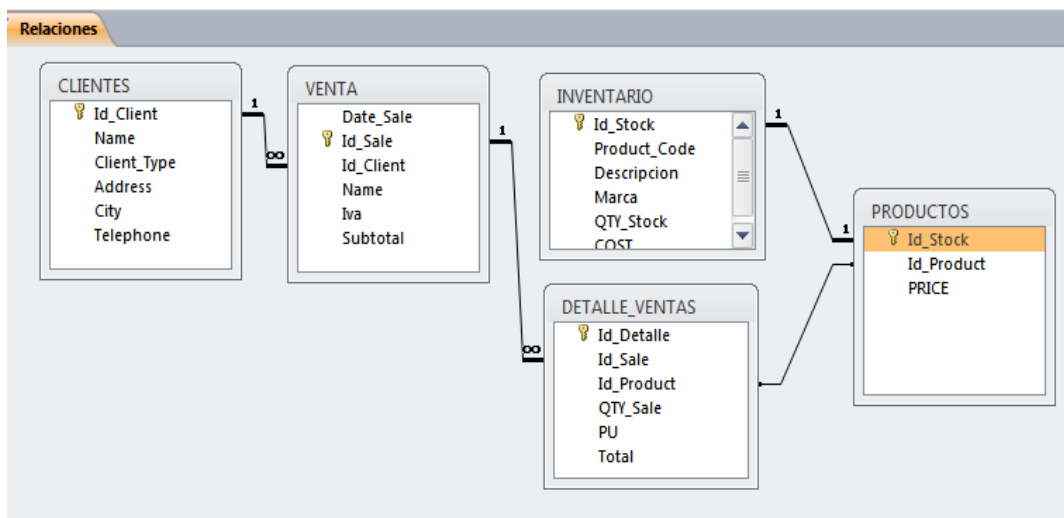 Relaciones
CLIENTES
Id_Client
Name
Client_Type
Address
City
Telephone
1
∞
VENTA
Date_Sale
Id_Sale
Id_Client
Name
Iva
Subtotal
1
∞
INVENTARIO
Id_Stock
Product_Code
Descripcion
Marca
QTY_Stock
COST
1
1
DETALLE_VENTAS
Id_Detalle
Id_Sale
Id_Product
QTY_Sale
PU
Total
PRODUCTOS
Id_Stock
Id_Product
PRICE